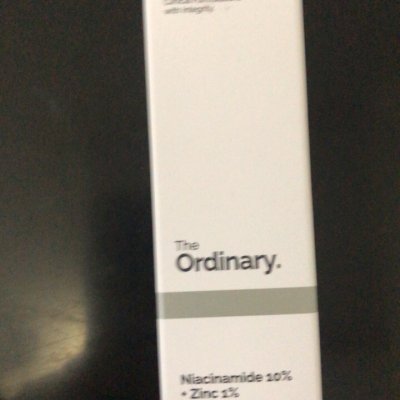 with Integrity
The
Ordinary.
Niacinamide 10%
+ Zinc 1%